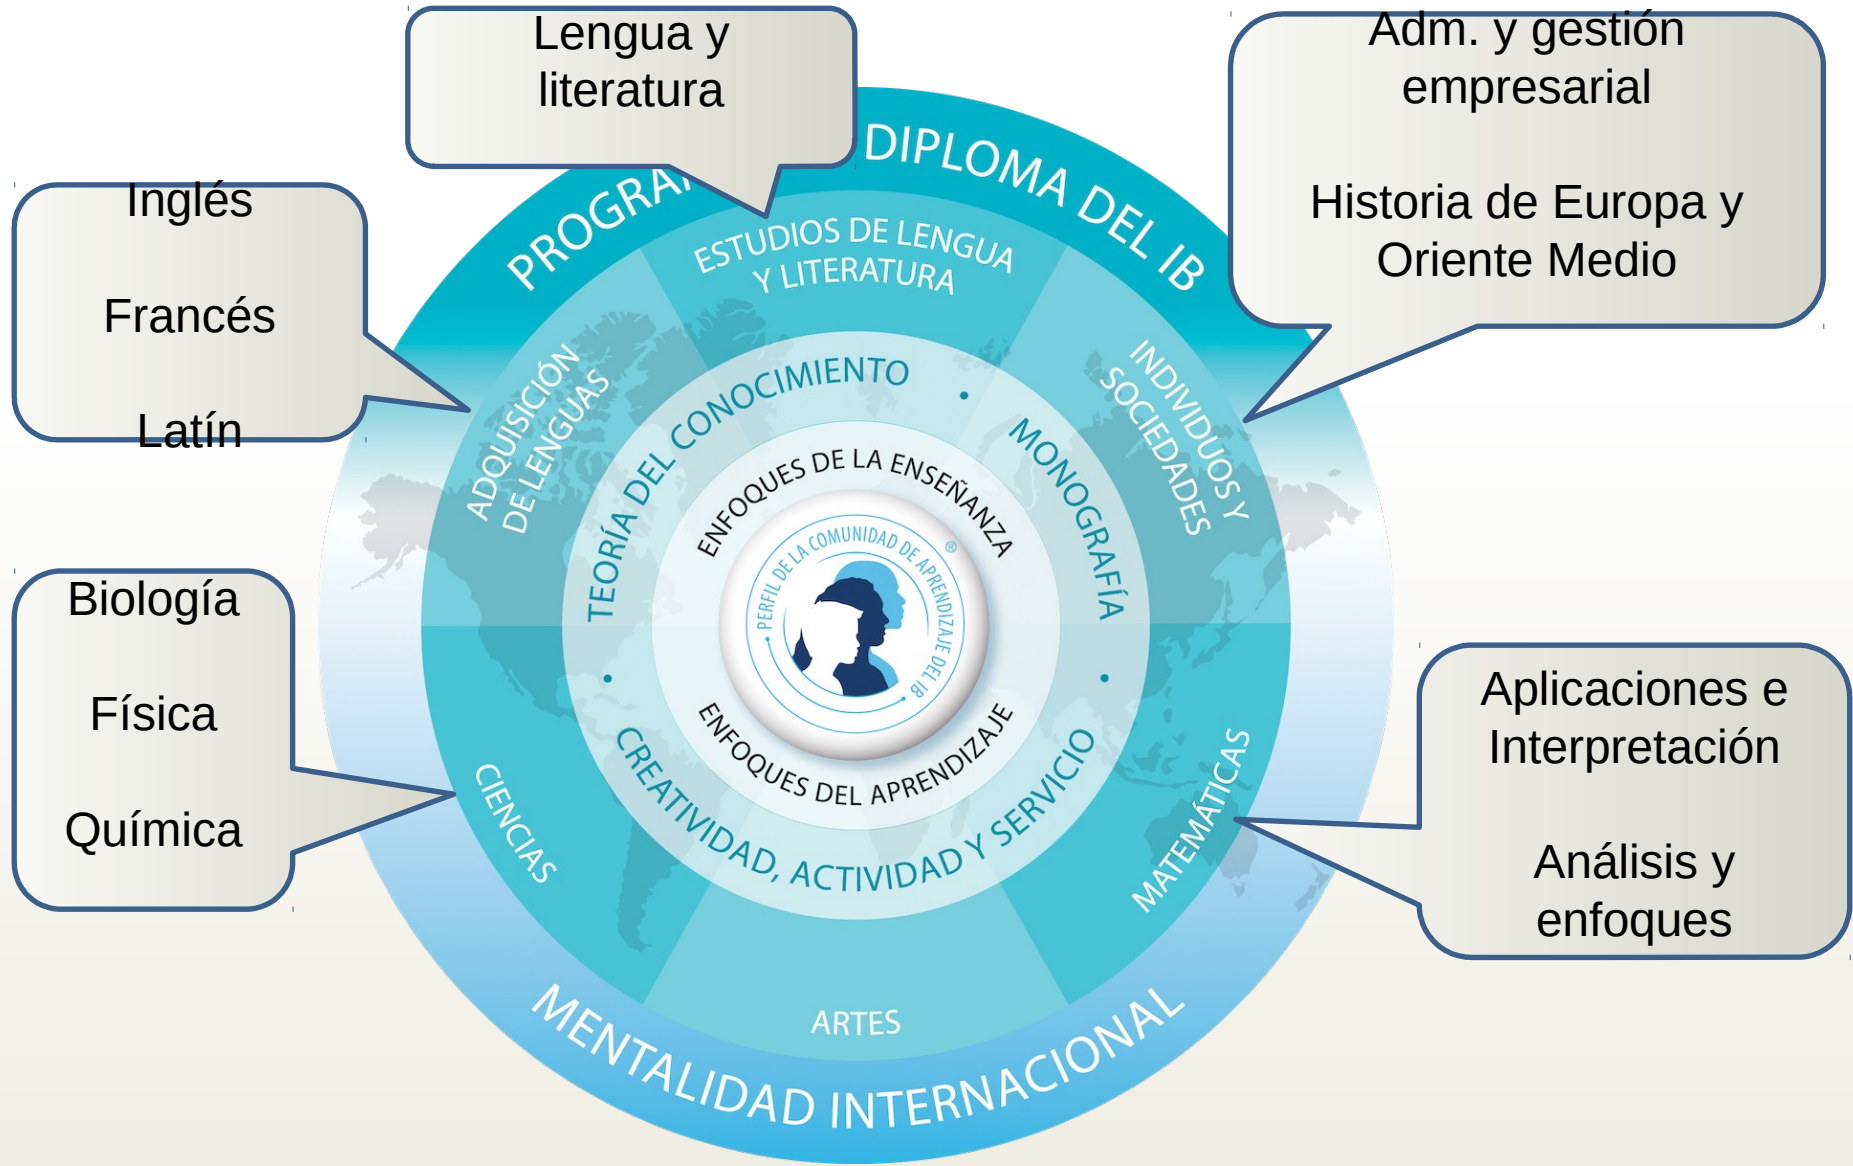 Lengua y
literatura
Adm. y gestión
empresarial
Historia de Europa y
Oriente Medio
Inglés
Francés
Latín
Biología
Física
Química
Aplicaciones e
Interpretación
Análisis y
enfoques
DIPLOMA DEL IB
ESTUDIOS DE LENGUA
Y LITERATURA
ADQUISICIÓN
DE LENGUAS
INDIVIDUOS Y
SOCIEDADES
CIENCIAS
MATEMÁTICAS
ARTES
TEORÍA DEL CONOCIMIENTO
•
MONOGRAFÍA
•
CREATIVIDAD, ACTIVIDAD Y SERVICIO
•
ENFOQUES DE LA ENSEÑANZA
ENFOQUES DEL APRENDIZAJE
PERFIL DE LA COMUNIDAD DE APRENDIZAJE DEL IB
®
MENTALIDAD INTERNACIONAL